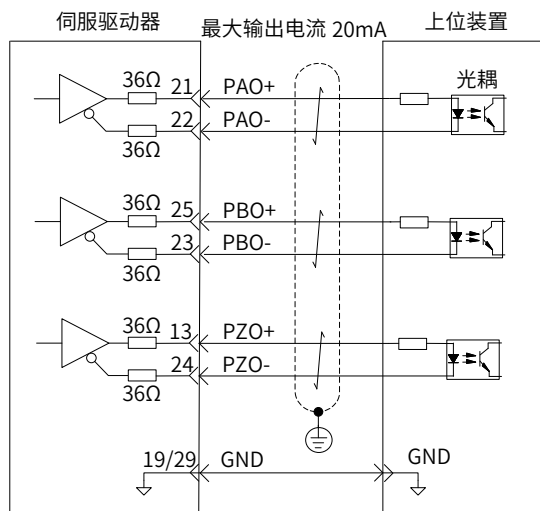 伺服驱动器
最大输出电流 20mA
上位装置
光耦
36Ω
21
PAO+
22
PAO-
36Ω
36Ω
25
PBO+
23
PBO-
36Ω
36Ω
13
PZO+
24
PZO-
36Ω
19/29
GND
GND